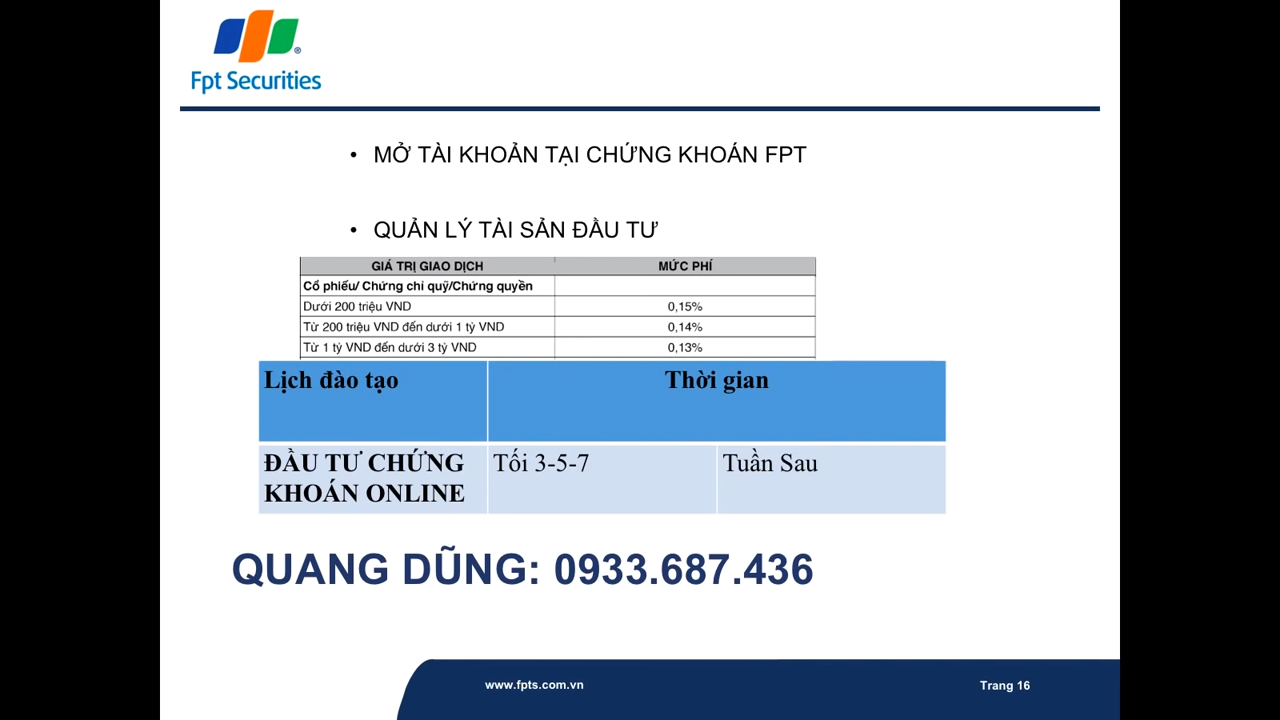 Fpt Securities
• MỞ TÀI KHOẢN TẠI CHỨNG KHOÁN FPT
• QUẢN LÝ TÀI SẢN ĐẦU TƯ
GIÁ TRỊ GIAO DỊCH MỨC PHÍ
Cổ phiếu/ Chứng chỉ quỹ/Chứng quyền
Dưới 200 triệu VND 0,15%
Từ 200 triệu VND đến dưới 1 tỷ VND 0,14%
Từ 1 tỷ VND đến dưới 3 tỷ VND 0,13%
Lịch đào tạo Thời gian
ĐẦU TƯ CHỨNG Tối 3-5-7 Tuần Sau
KHOÁN ONLINE
QUANG DŨNG: 0933.687.436
www.fpts.com.vn Trang 16